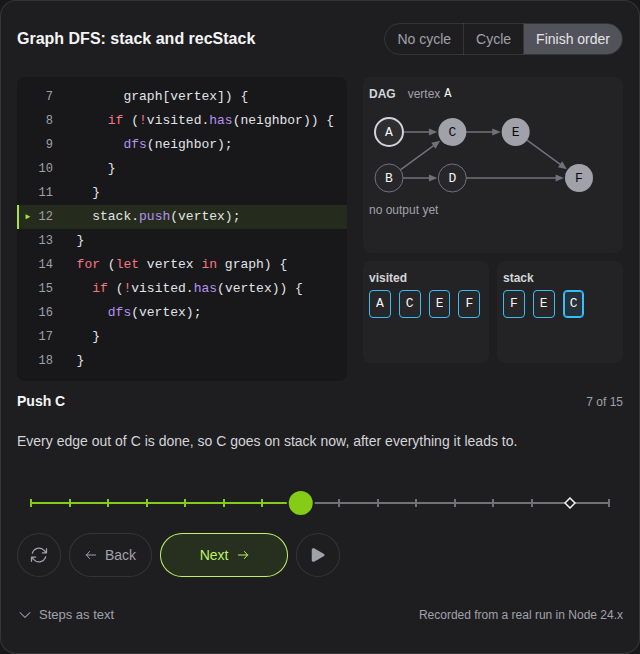 Graph DFS: stack and recStack
No cycle Cycle Finish order
7 graph[vertex]) {
8 if (!visited.has(neighbor)) {
9 dfs(neighbor);
10 }
11 }
12 stack.push(vertex);
13 }
14 for (let vertex in graph) {
15 if (!visited.has(vertex)) {
16 dfs(vertex);
17 }
18 }
DAG vertex A
A C E
B D F
no output yet
visited
A C E F
stack
F E C
Push C
7 of 15
Every edge out of C is done, so C goes on stack now, after everything it leads to.
← Back
Next →
Steps as text
Recorded from a real run in Node 24.x